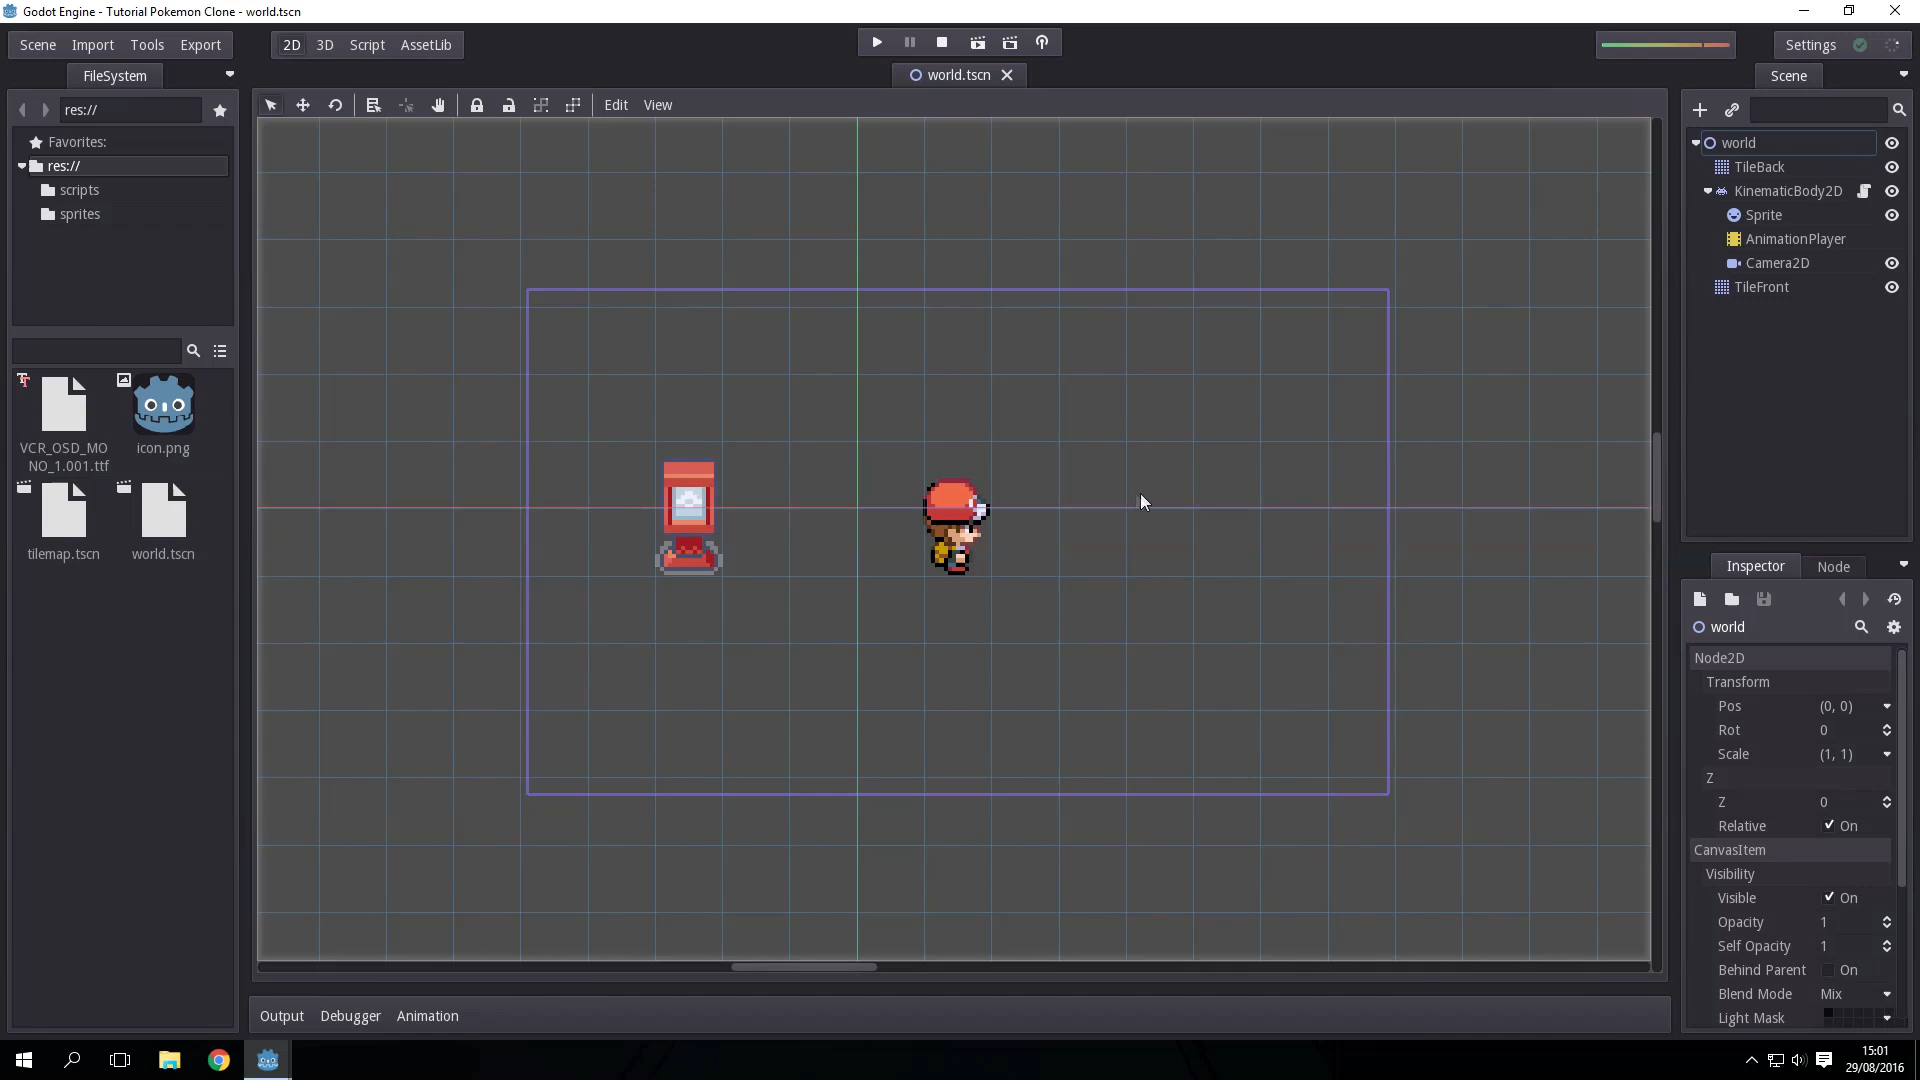 Godot Engine - Tutorial Pokemon Clone - world.tscn
Scene Import Tools Export
2D 3D Script AssetLib
Settings
FileSystem
world.tscn
Scene
res://
Edit View
Favorites:
res://
scripts
sprites
world
TileBack
KinematicBody2D
Sprite
AnimationPlayer
Camera2D
TileFront
VCR_OSD_MO
NO_1.001.ttf
icon.png
tilemap.tscn
world.tscn
Inspector Node
world
Node2D
Transform
Pos (0, 0)
Rot 0
Scale (1, 1)
Z
Z 0
Relative On
CanvasItem
Visibility
Visible On
Opacity 1
Self Opacity 1
Behind Parent On
Blend Mode Mix
Light Mask
Output Debugger Animation
15:01
29/08/2016